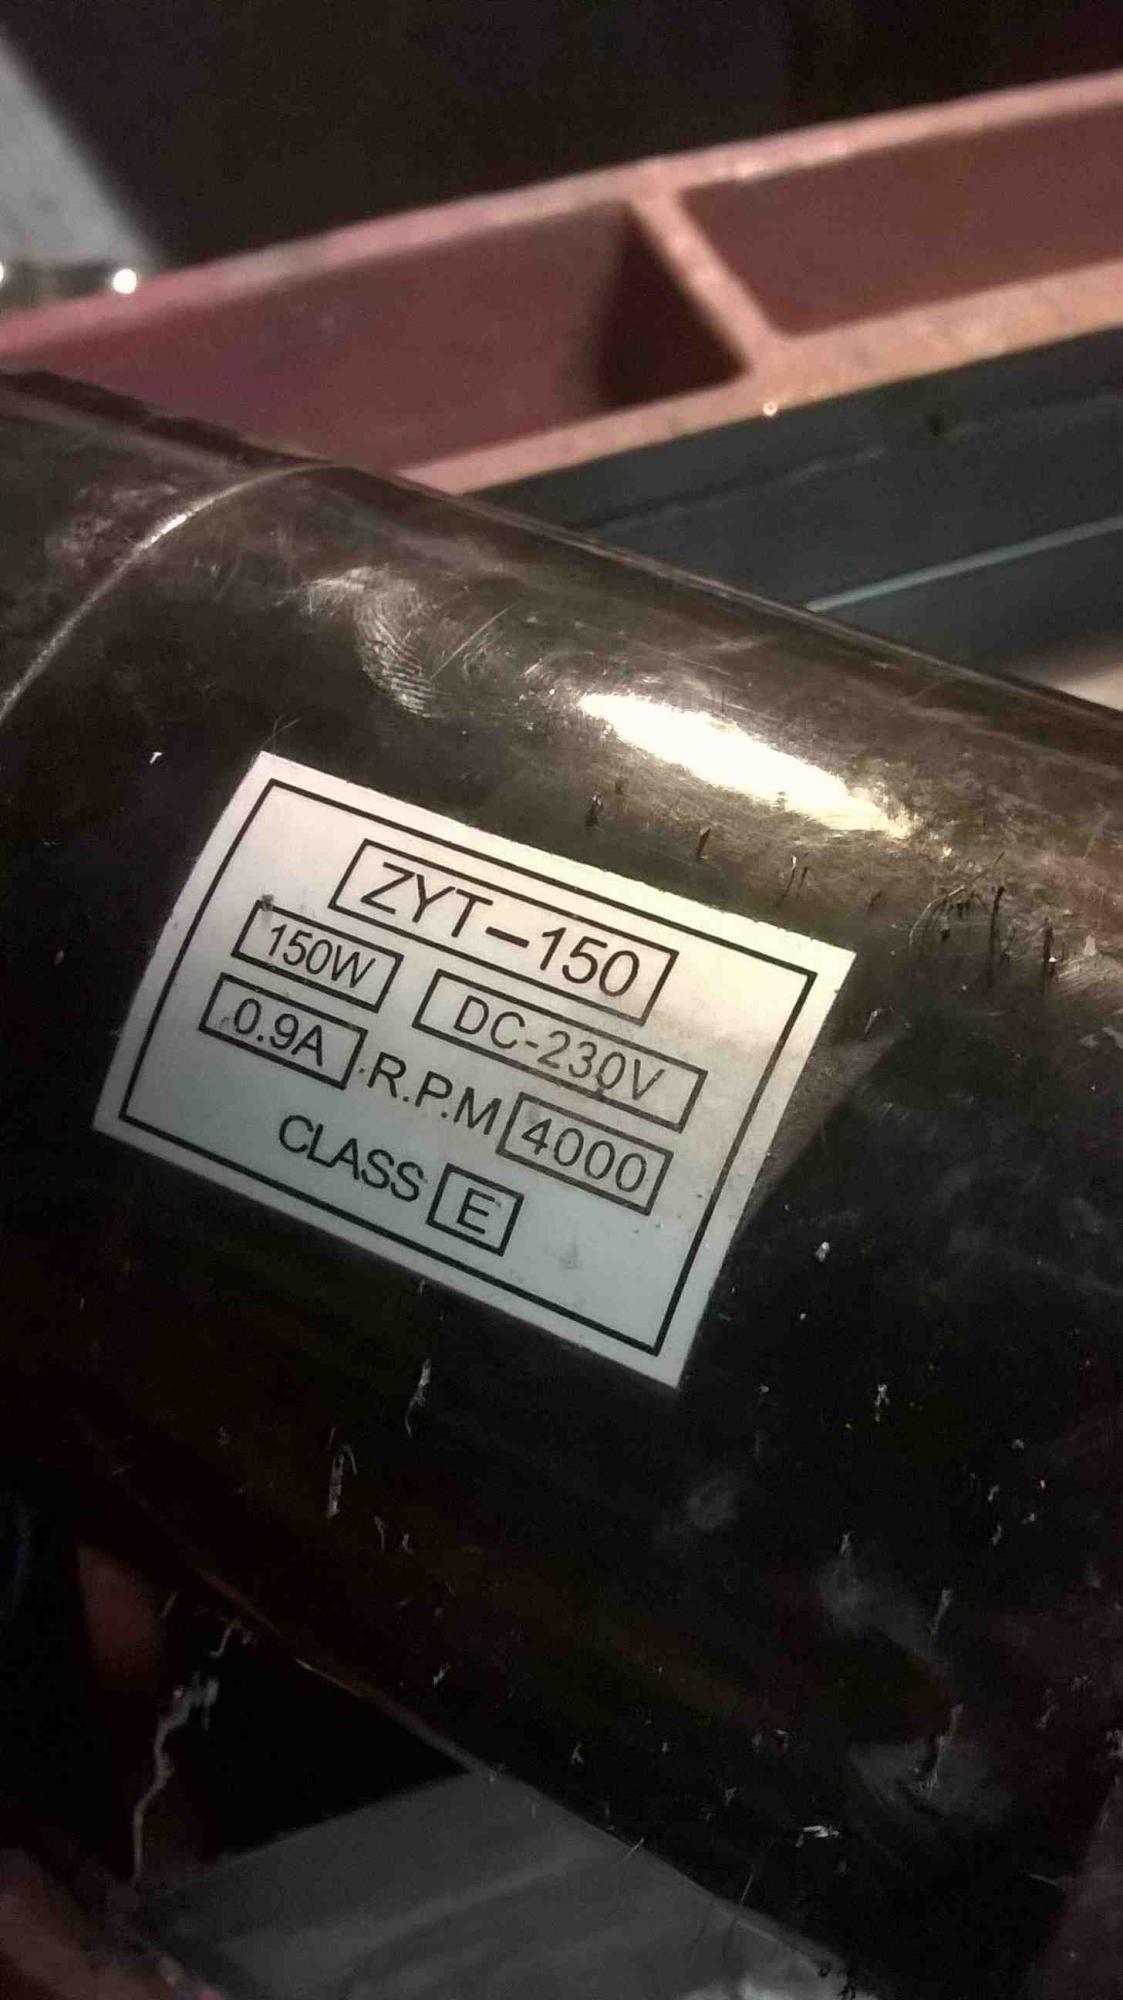 ZYT-150
150W DC-230V
0.9A R.P.M 4000
CLASS E